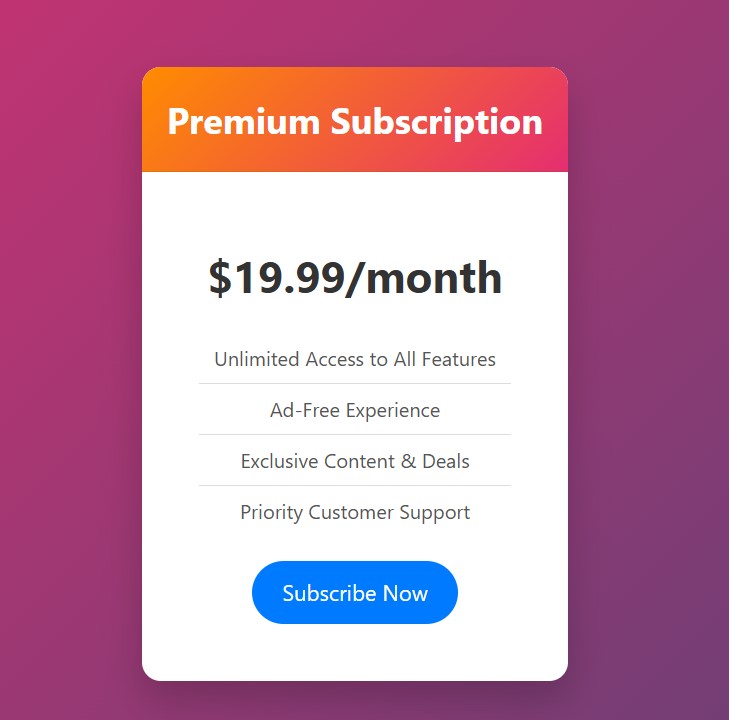 Premium Subscription
$19.99/month
Unlimited Access to All Features
Ad-Free Experience
Exclusive Content & Deals
Priority Customer Support
Subscribe Now